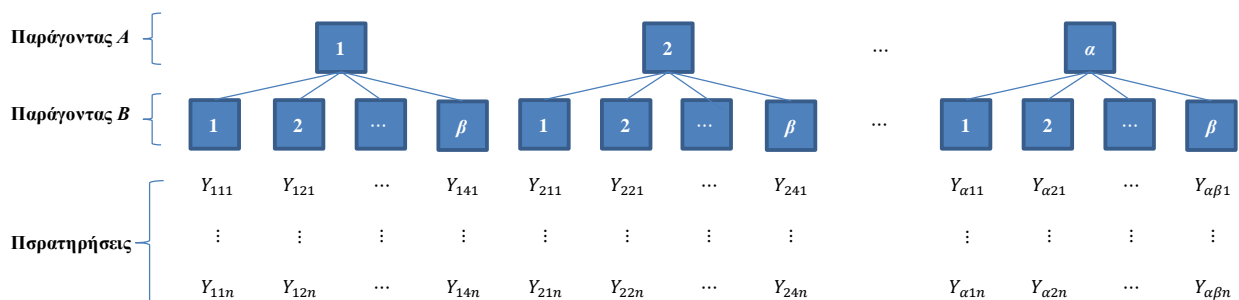 Παράγοντας A 1 2 ... α
Παράγοντας B 1 2 ... β 1 2 ... β ... 1 2 ... β
Y₁₁₁ Y₁₂₁ ... Y₁₄₁ Y₂₁₁ Y₂₂₁ ... Y₂₄₁ Yα₁₁ Yα₂₁ ... Yαβ₁
Πσρατηρήσεις ⋮ ⋮ ⋮ ⋮ ⋮ ⋮ ⋮ ⋮ ⋮ ⋮ ⋮ ⋮
Y₁₁ₙ Y₁₂ₙ ... Y₁₄ₙ Y₂₁ₙ Y₂₂ₙ ... Y₂₄ₙ Yα₁ₙ Yα₂ₙ ... Yαβₙ